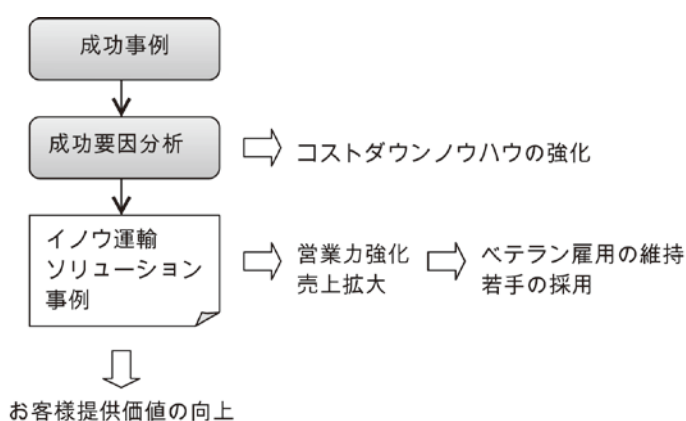 成功事例
成功要因分析
コストダウンノウハウの強化
イノウ運輸
ソリューション
事例
営業力強化
売上拡大
ベテラン雇用の維持
若手の採用
お客様提供価値の向上